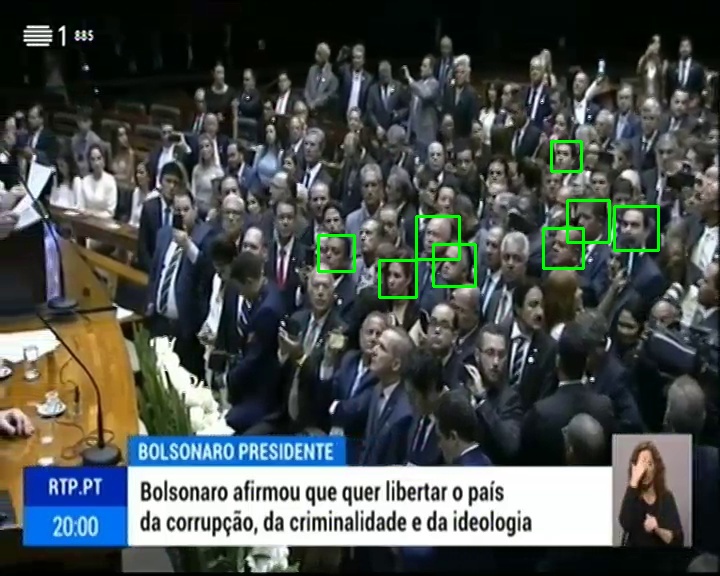 1 885
BOLSONARO PRESIDENTE
RTP.PT
20:00
Bolsonaro afirmou que quer libertar o país
da corrupção, da criminalidade e da ideologia